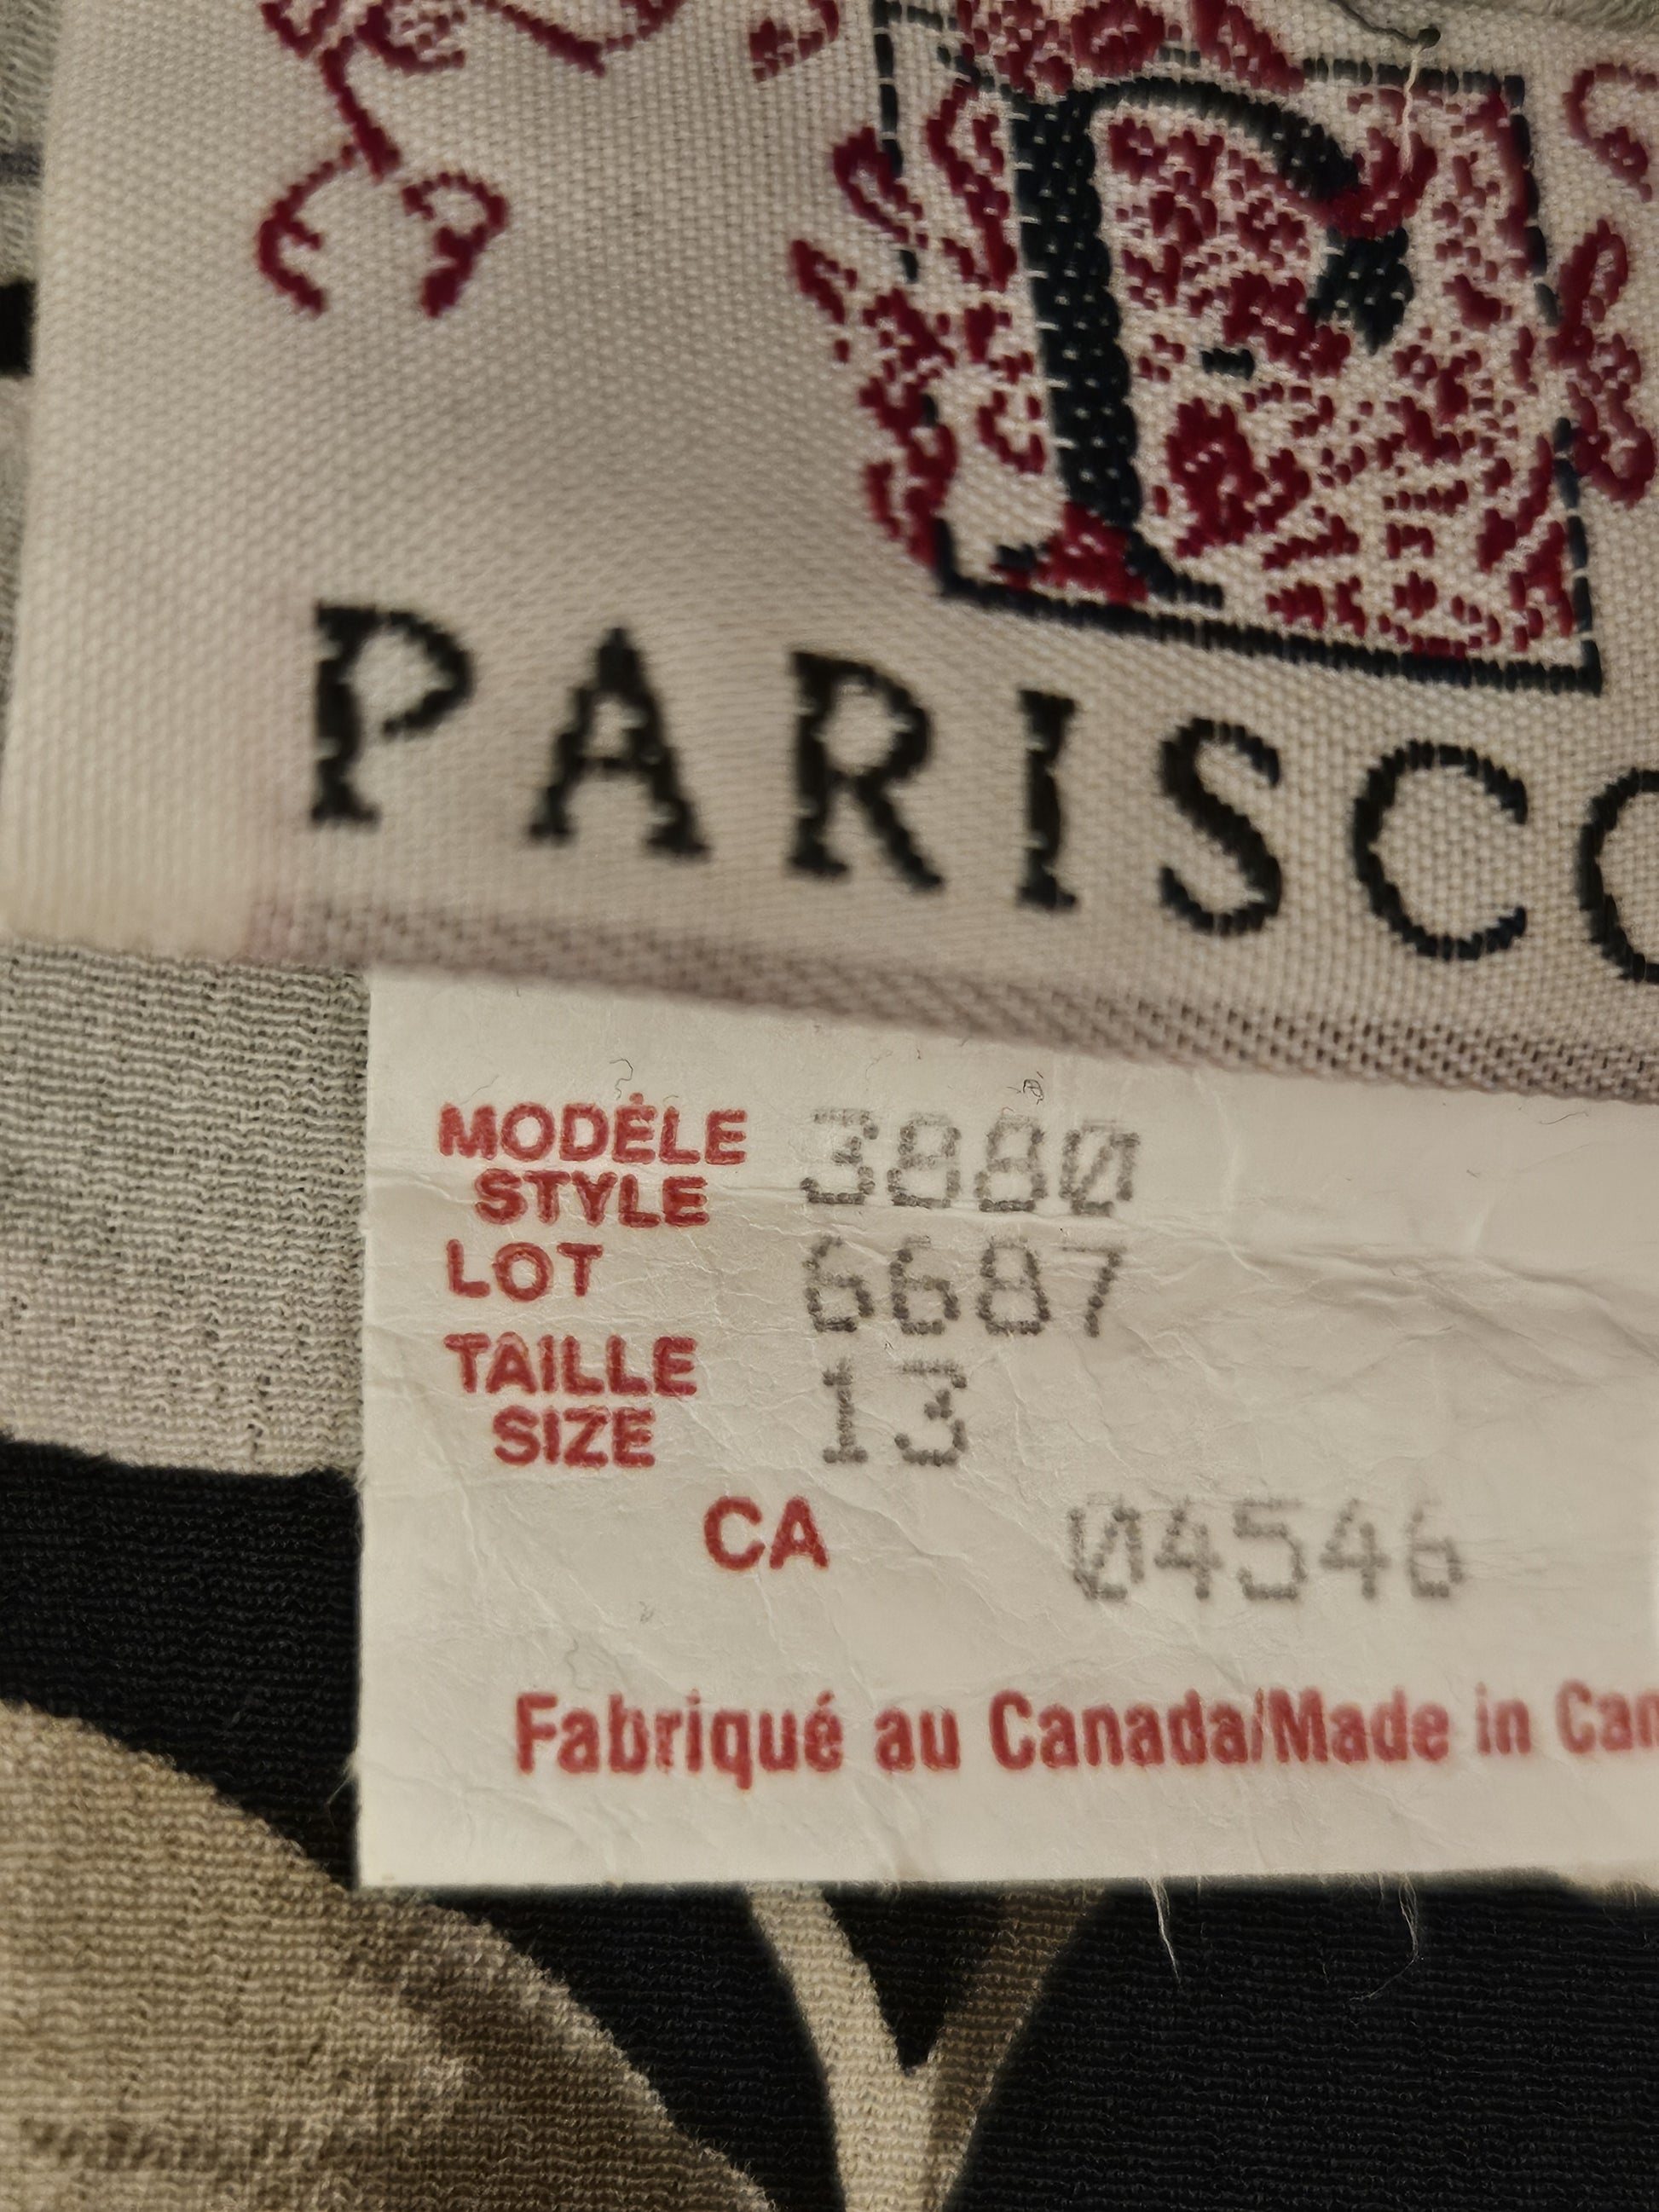 P
PARISCO
MODÈLE 3880
STYLE
LOT 6687
TAILLE 13
SIZE
CA 04546
Fabriqué au Canada/Made in Can